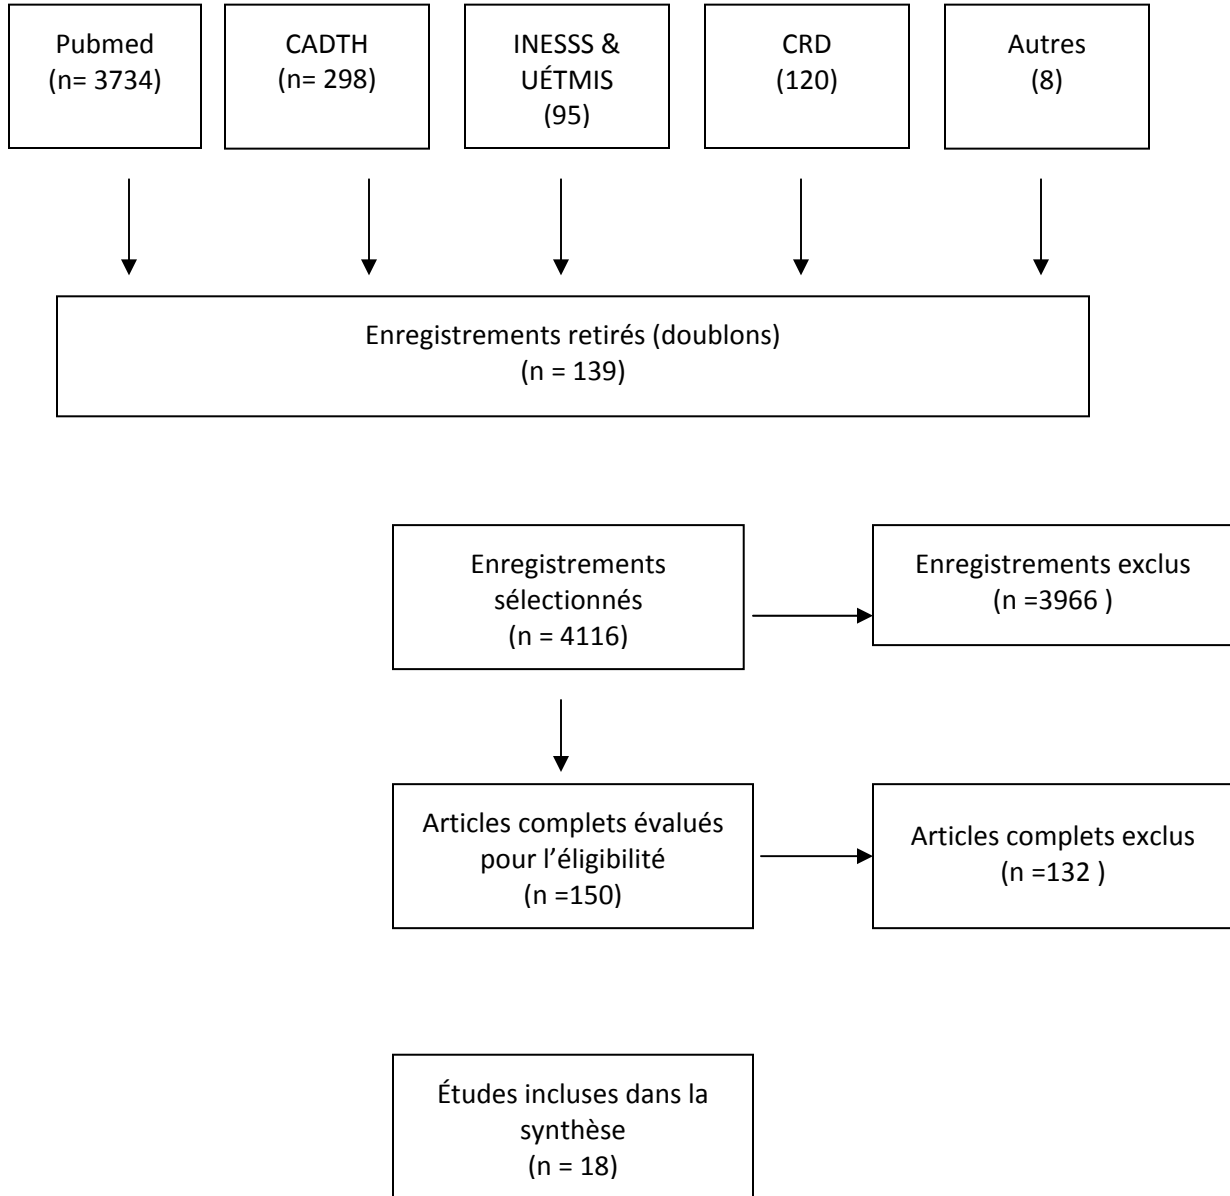 Pubmed
(n= 3734)
CADTH
(n= 298)
INESSS &
UÉTMIS
(95)
CRD
(120)
Autres
(8)
Enregistrements retirés (doublons)
(n = 139)
Enregistrements
sélectionnés
(n = 4116)
Enregistrements exclus
(n =3966 )
Articles complets évalués
pour l’éligibilité
(n =150)
Articles complets exclus
(n =132 )
Études incluses dans la
synthèse
(n = 18)